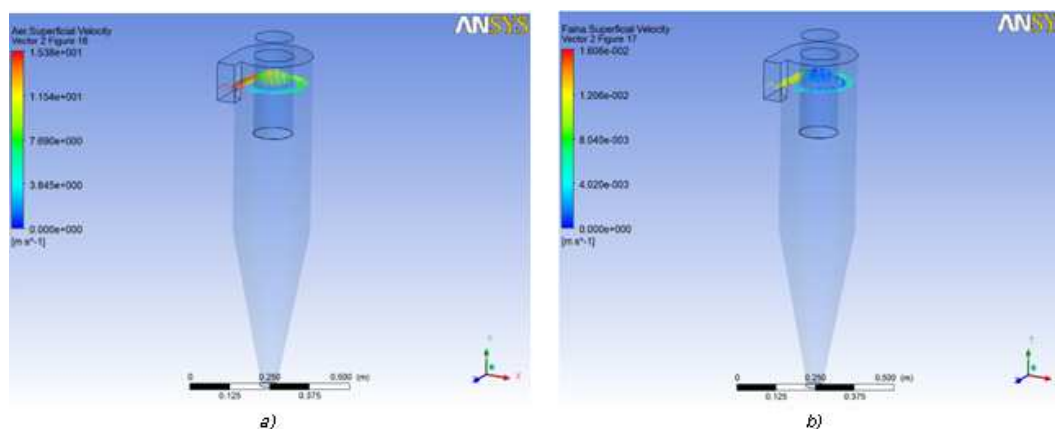 ANSYS
Aer.Superficial Velocity
Vector 2 Figure 16
1.538e+001
1.154e+001
7.690e+000
3.845e+000
0.000e+000
[m s^-1]
0 0.250 0.500 (m)
0.125 0.375
a)
ANSYS
Faina.Superficial Velocity
Vector 2 Figure 17
1.608e-002
1.206e-002
8.040e-003
4.020e-003
0.000e+000
[m s^-1]
0 0.250 0.500 (m)
0.125 0.375
b)